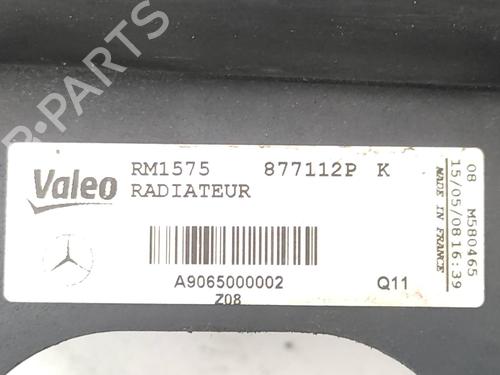 B-PARTS
Valeo
RM1575 877112P K
RADIATEUR
A9065000002
Z08
Q11
08 M580465
15/05/08 16:39
MADE IN FRANCE